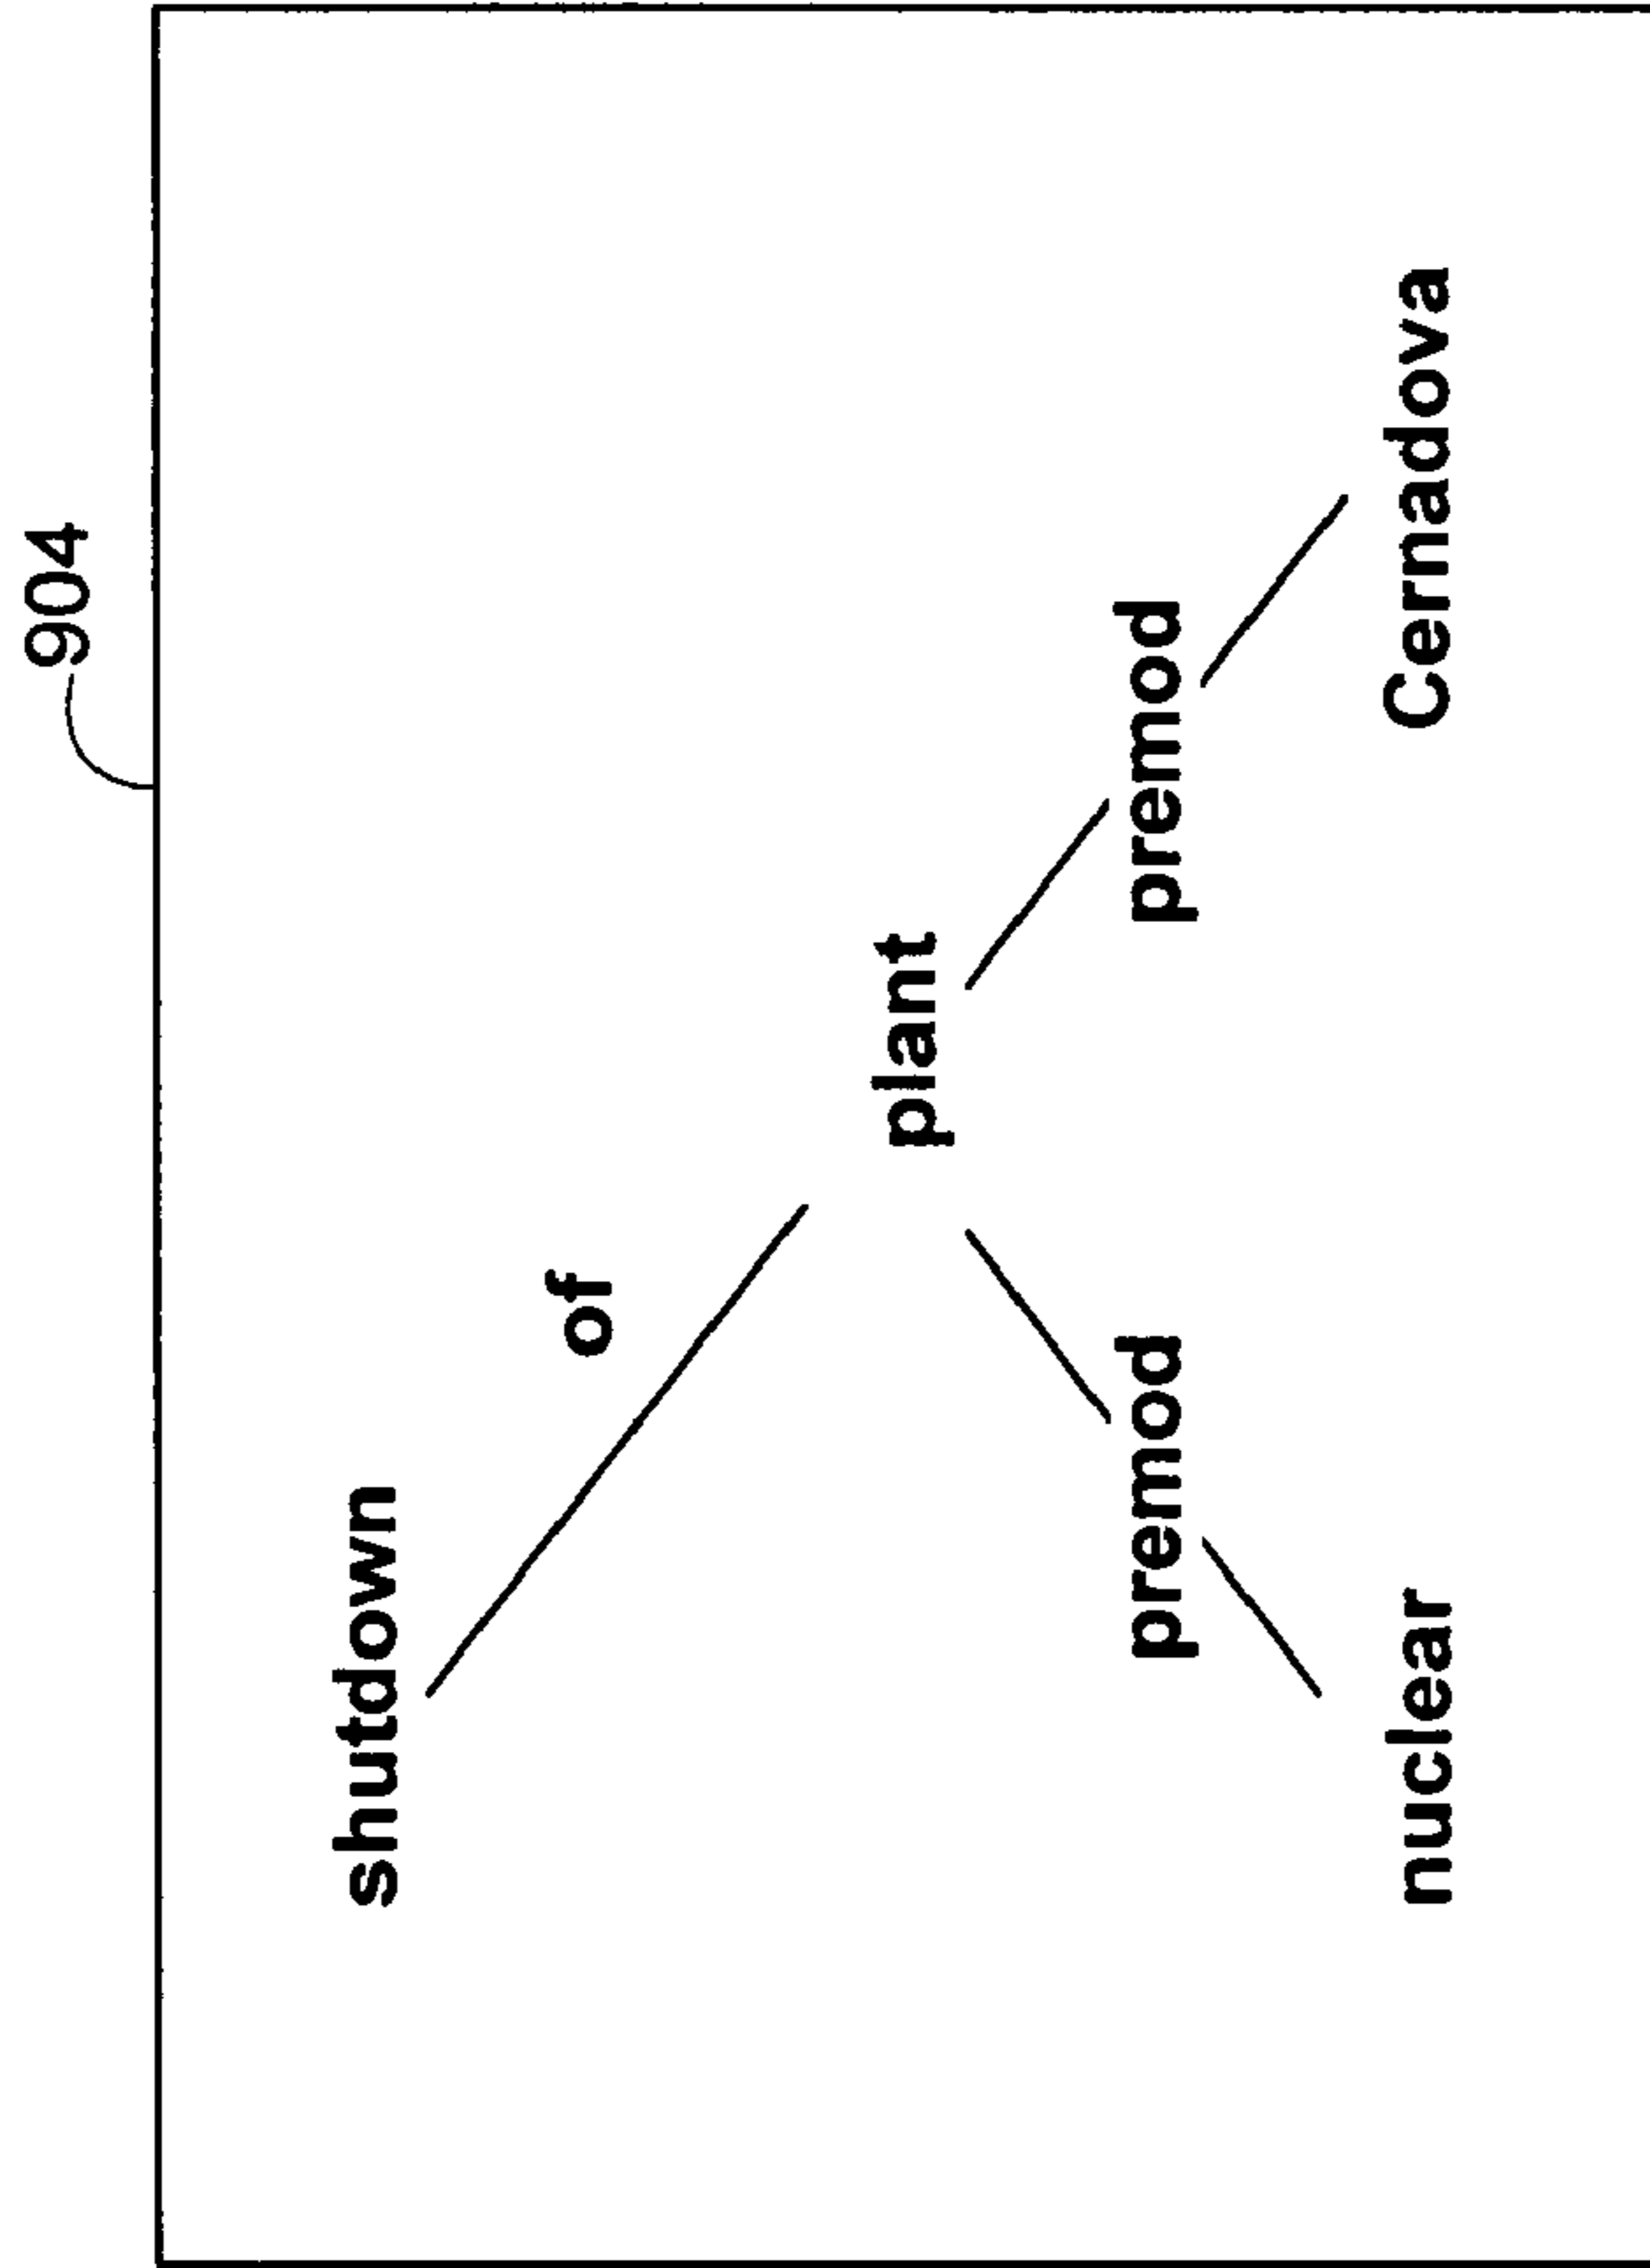 904
shutdown
of
plant
premod premod
nuclear Cernadova